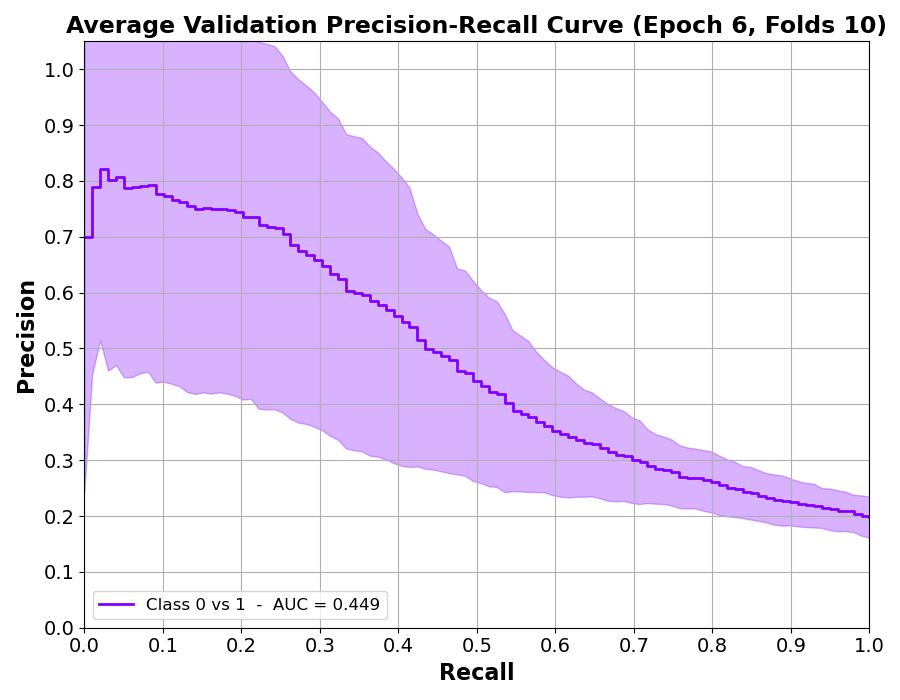 Average Validation Precision-Recall Curve (Epoch 6, Folds 10)
Precision
1.0
0.9
0.8
0.7
0.6
0.5
0.4
0.3
0.2
0.1
0.0
Class 0 vs 1 - AUC = 0.449
0.0 0.1 0.2 0.3 0.4 0.5 0.6 0.7 0.8 0.9 1.0
Recall